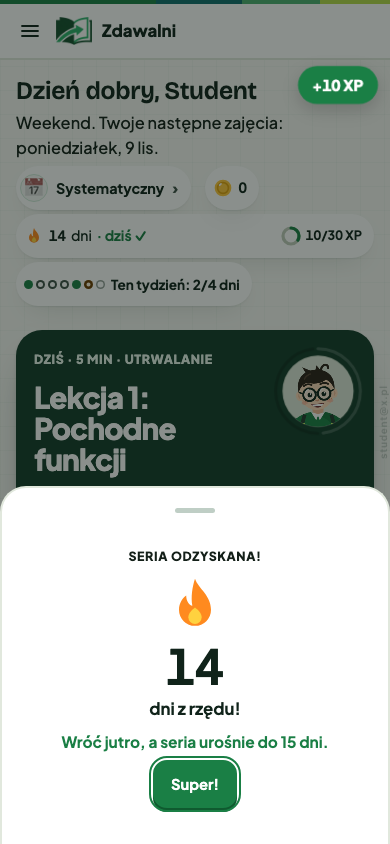 Zdawalni
+10 XP
Dzień dobry, Student
Weekend. Twoje następne zajęcia:
poniedziałek, 9 lis.
Systematyczny ›
0
14 dni · dziś ✓
10/30 XP
Ten tydzień: 2/4 dni
DZIŚ · 5 MIN · UTRWALANIE
Lekcja 1:
Pochodne
funkcji
student@x.pl
SERIA ODZYSKANA!
14
dni z rzędu!
Wróć jutro, a seria urośnie do 15 dni.
Super!